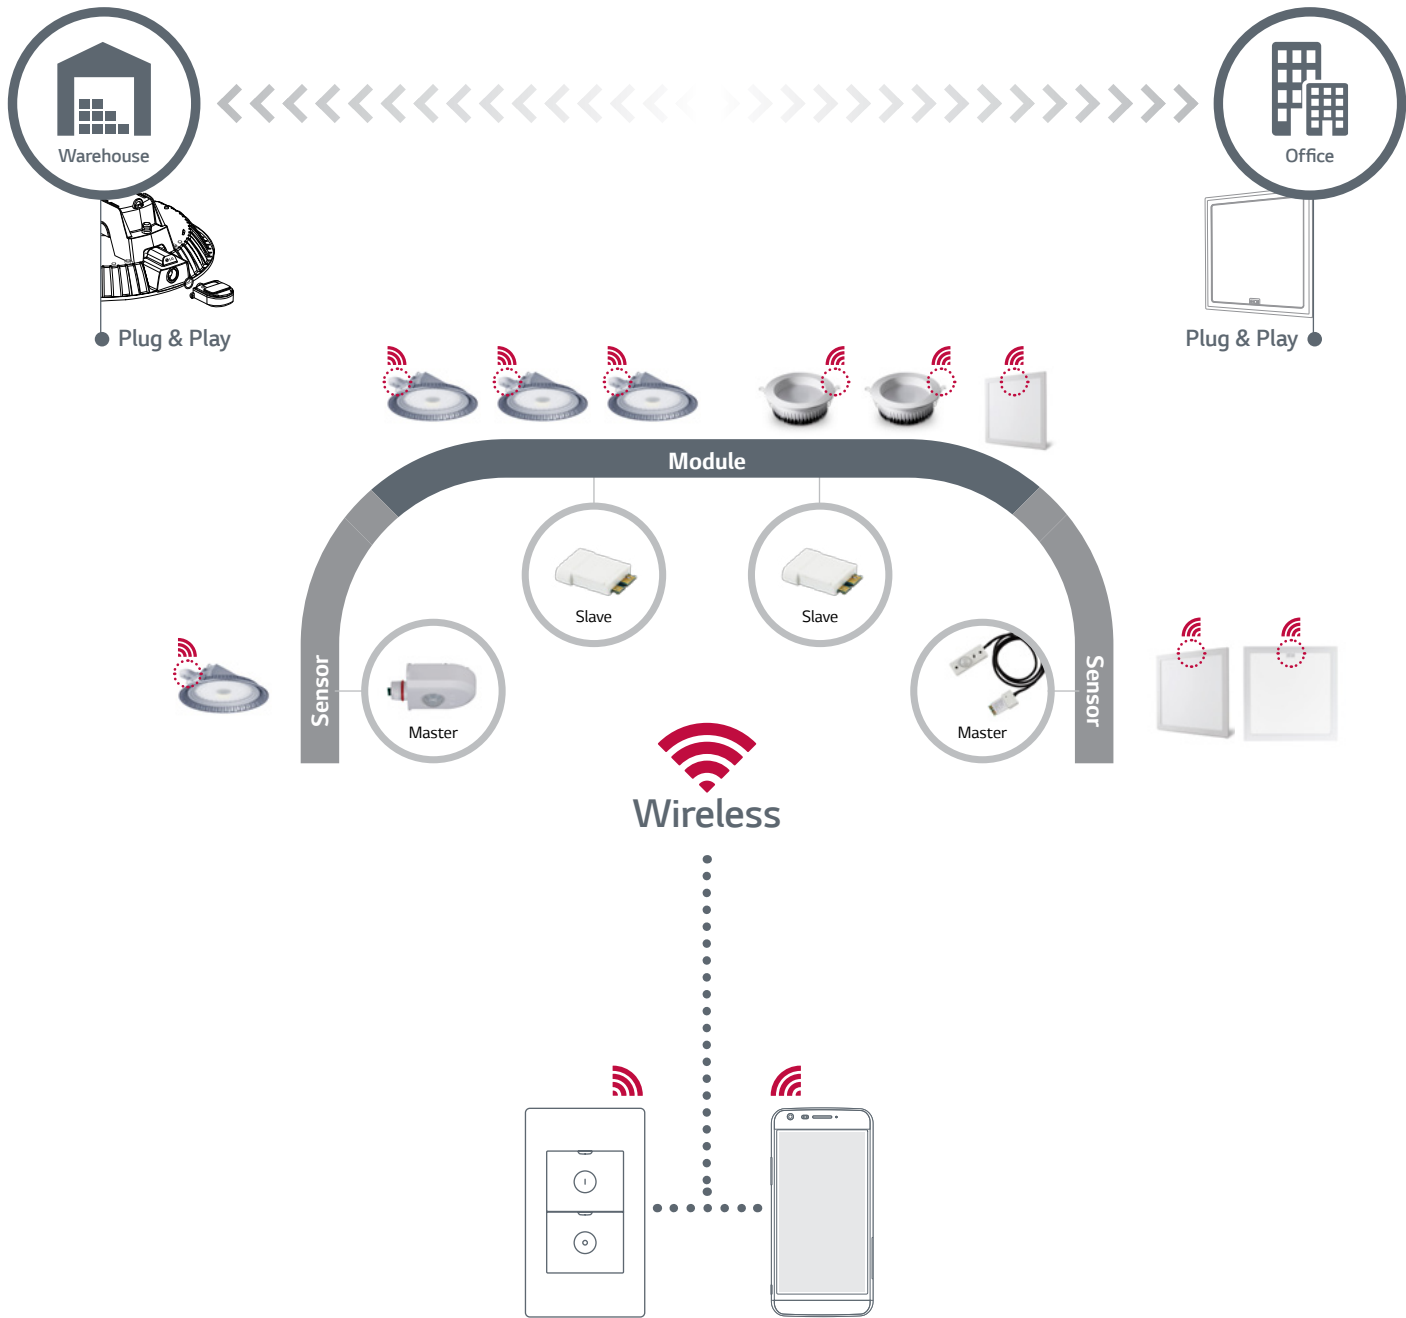 Warehouse
Office
Plug & Play
Plug & Play
Module
Slave
Slave
Sensor
Master
Master
Sensor
Wireless